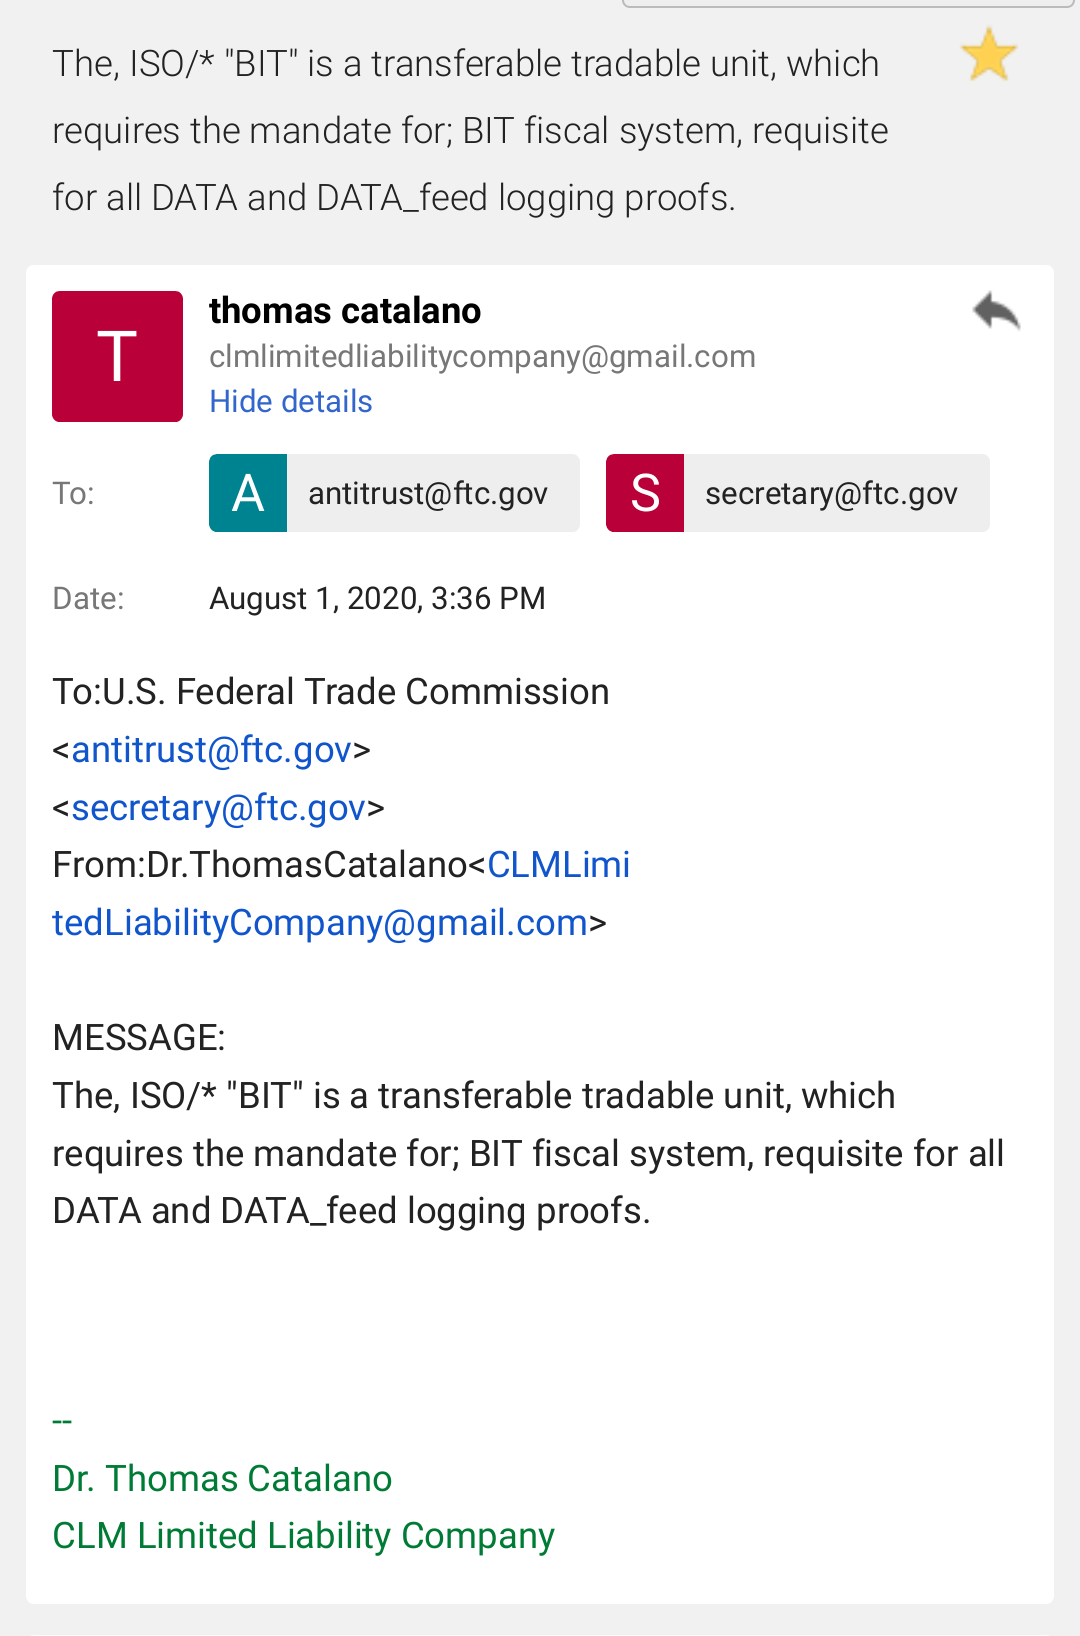 The, ISO/* "BIT" is a transferable tradable unit, which
requires the mandate for; BIT fiscal system, requisite
for all DATA and DATA_feed logging proofs.
T
thomas catalano
clmlimitedliabilitycompany@gmail.com
Hide details
To:
A antitrust@ftc.gov
S secretary@ftc.gov
Date: August 1, 2020, 3:36 PM
To:U.S. Federal Trade Commission
<antitrust@ftc.gov>
<secretary@ftc.gov>
From:Dr.ThomasCatalano<CLMLimi
tedLiabilityCompany@gmail.com>
MESSAGE:
The, ISO/* "BIT" is a transferable tradable unit, which
requires the mandate for; BIT fiscal system, requisite for all
DATA and DATA_feed logging proofs.
--
Dr. Thomas Catalano
CLM Limited Liability Company